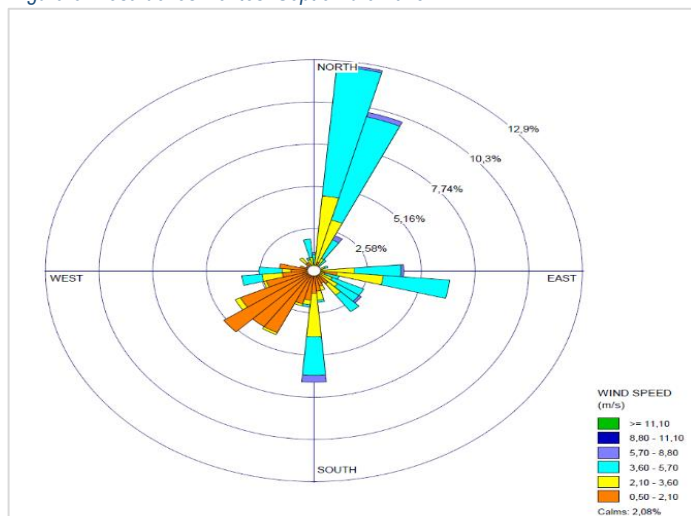 NORTH
12,9%
10,3%
7,74%
5,16%
2,58%
WEST
EAST
SOUTH
WIND SPEED
(m/s)
>= 11,10
8,80 - 11,10
5,70 - 8,80
3,60 - 5,70
2,10 - 3,60
0,50 - 2,10
Calms: 2,08%